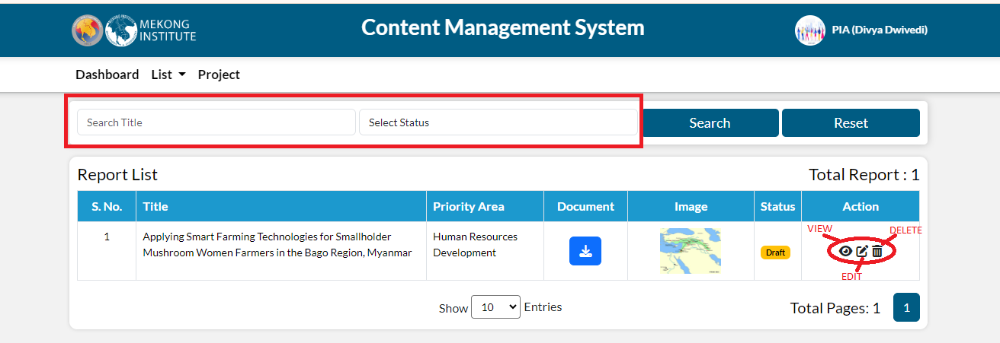 MEKONG
INSTITUTE
Content Management System
PIA (Divya Dwivedi)
Dashboard List Project
Search Title Select Status Search Reset
Report List Total Report : 1
S. No. Title Priority Area Document Image Status Action
1 Applying Smart Farming Technologies for Smallholder
Mushroom Women Farmers in the Bago Region, Myanmar
Human Resources
Development
Draft
VIEW
DELETE
EDIT
Show 10 Entries
Total Pages: 1 1